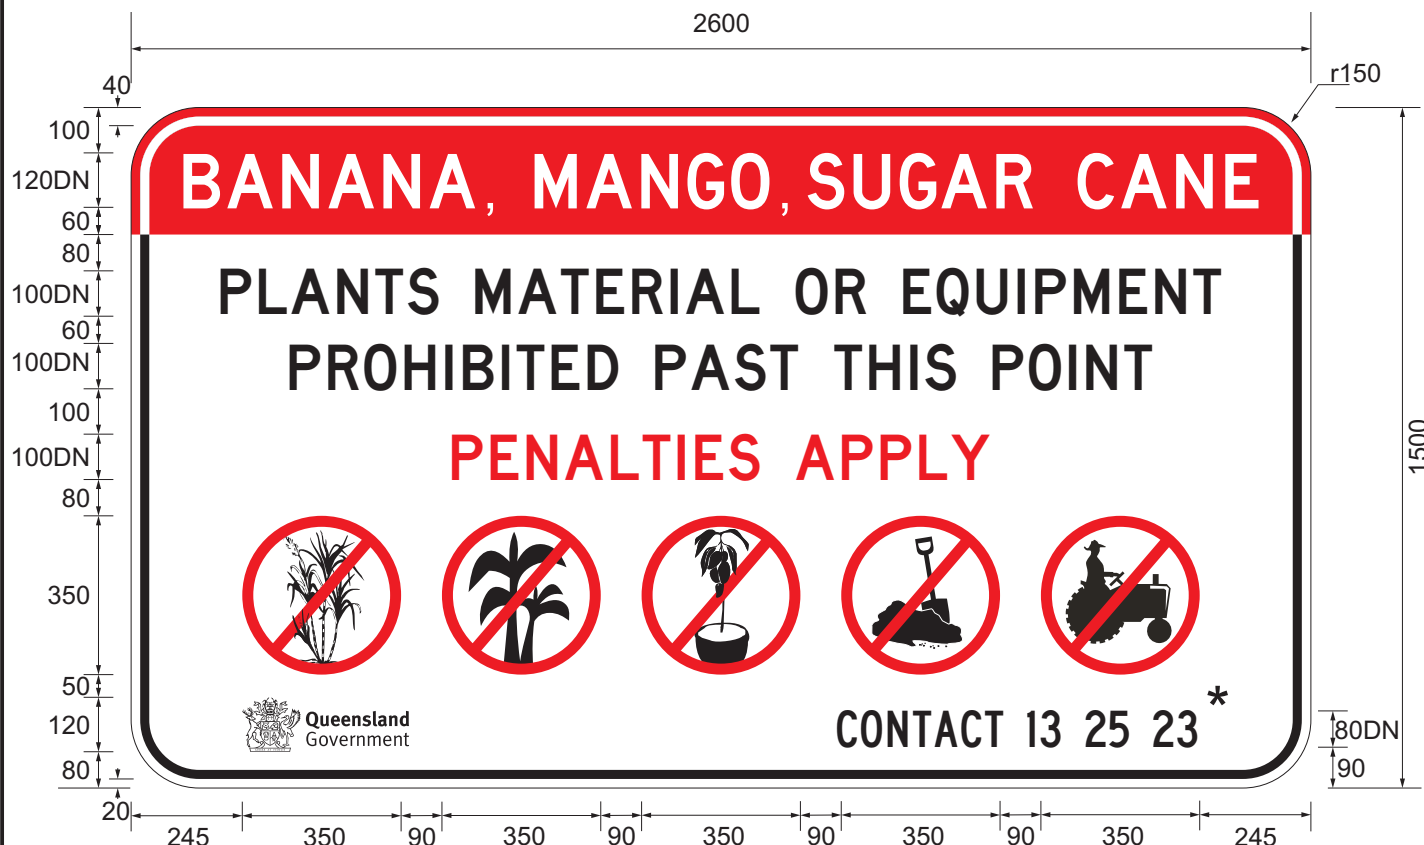 2600
40
r150
100
BANANA, MANGO, SUGAR CANE
120DN
60
80
PLANTS MATERIAL OR EQUIPMENT
100DN
60
PROHIBITED PAST THIS POINT
100DN
100
PENALTIES APPLY
100DN
1500
80
350
50
Queensland
Government
CONTACT 13 25 23*
120
80DN
80
90
20
245 350 90 350 90 350 90 350 90 350 245